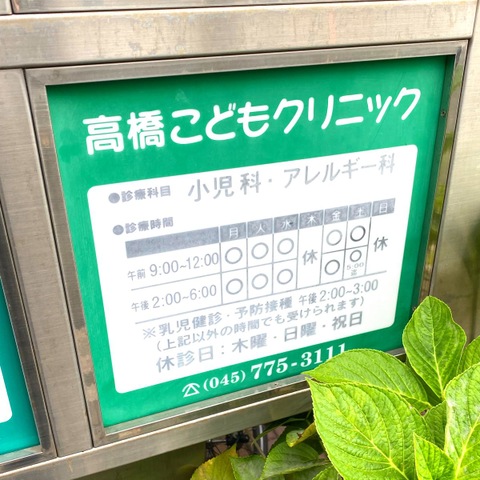 高橋こどもクリニック
●診療科目 小児科・アレルギー科
●診療時間
月 火 水 木 金 土 日
午前 9:00~12:00 ○ ○ ○ 休 ○ ○ 休
午後 2:00~6:00 ○ ○ ○ ○ ○ 5:00迄
※乳児健診・予防接種 午後2:00~3:00
(上記以外の時間でも受けられます)
休診日:木曜・日曜・祝日
(045) 775-3111